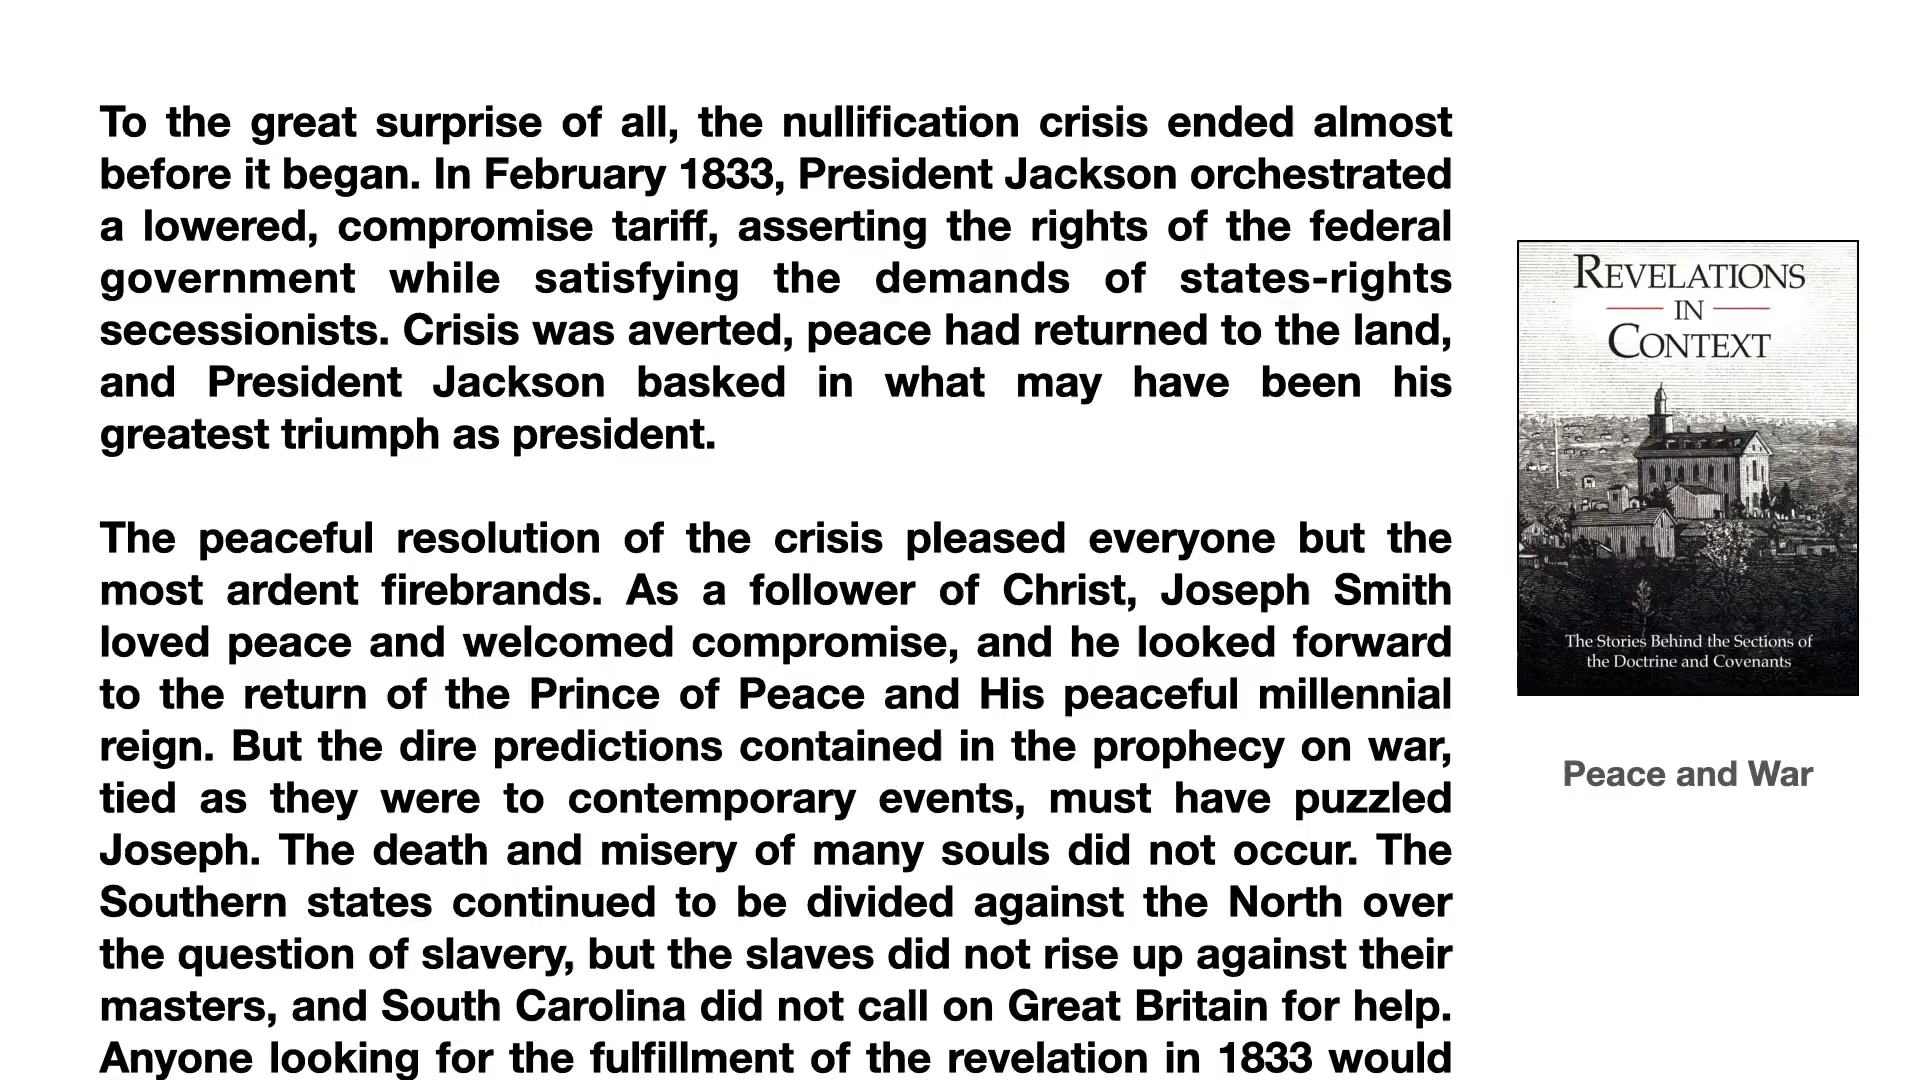 To the great surprise of all, the nullification crisis ended almost
before it began. In February 1833, President Jackson orchestrated
a lowered, compromise tariff, asserting the rights of the federal
government while satisfying the demands of states-rights
secessionists. Crisis was averted, peace had returned to the land,
and President Jackson basked in what may have been his
greatest triumph as president.
The peaceful resolution of the crisis pleased everyone but the
most ardent firebrands. As a follower of Christ, Joseph Smith
loved peace and welcomed compromise, and he looked forward
to the return of the Prince of Peace and His peaceful millennial
reign. But the dire predictions contained in the prophecy on war,
tied as they were to contemporary events, must have puzzled
Joseph. The death and misery of many souls did not occur. The
Southern states continued to be divided against the North over
the question of slavery, but the slaves did not rise up against their
masters, and South Carolina did not call on Great Britain for help.
Anyone looking for the fulfillment of the revelation in 1833 would
REVELATIONS
IN
CONTEXT
The Stories Behind the Sections of
the Doctrine and Covenants
Peace and War